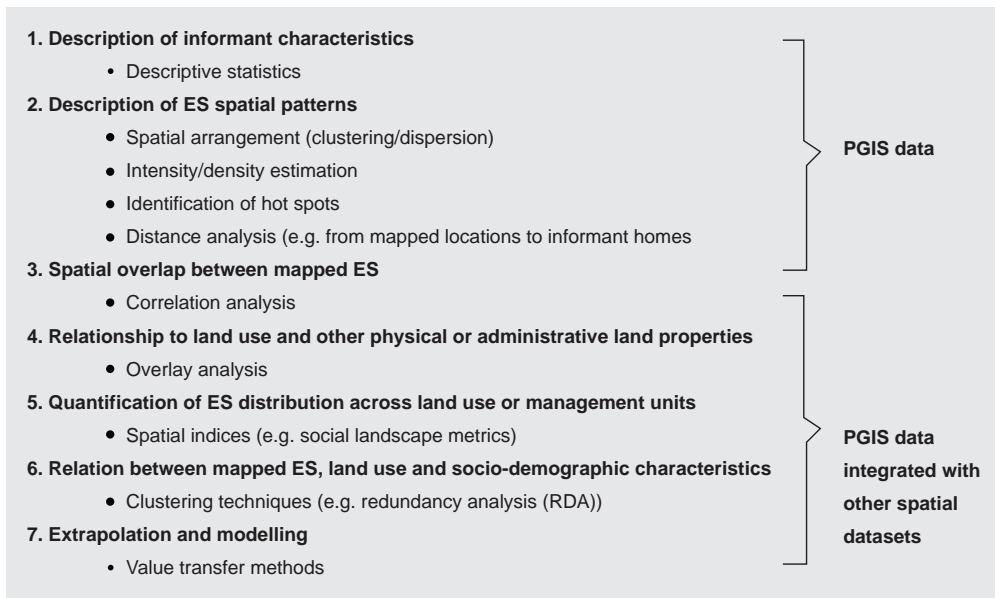 1. Description of informant characteristics
• Descriptive statistics
2. Description of ES spatial patterns
• Spatial arrangement (clustering/dispersion)
• Intensity/density estimation
• Identification of hot spots
• Distance analysis (e.g. from mapped locations to informant homes
3. Spatial overlap between mapped ES
• Correlation analysis
4. Relationship to land use and other physical or administrative land properties
• Overlay analysis
5. Quantification of ES distribution across land use or management units
• Spatial indices (e.g. social landscape metrics)
6. Relation between mapped ES, land use and socio-demographic characteristics
• Clustering techniques (e.g. redundancy analysis (RDA))
7. Extrapolation and modelling
• Value transfer methods
PGIS data
PGIS data
integrated with
other spatial
datasets